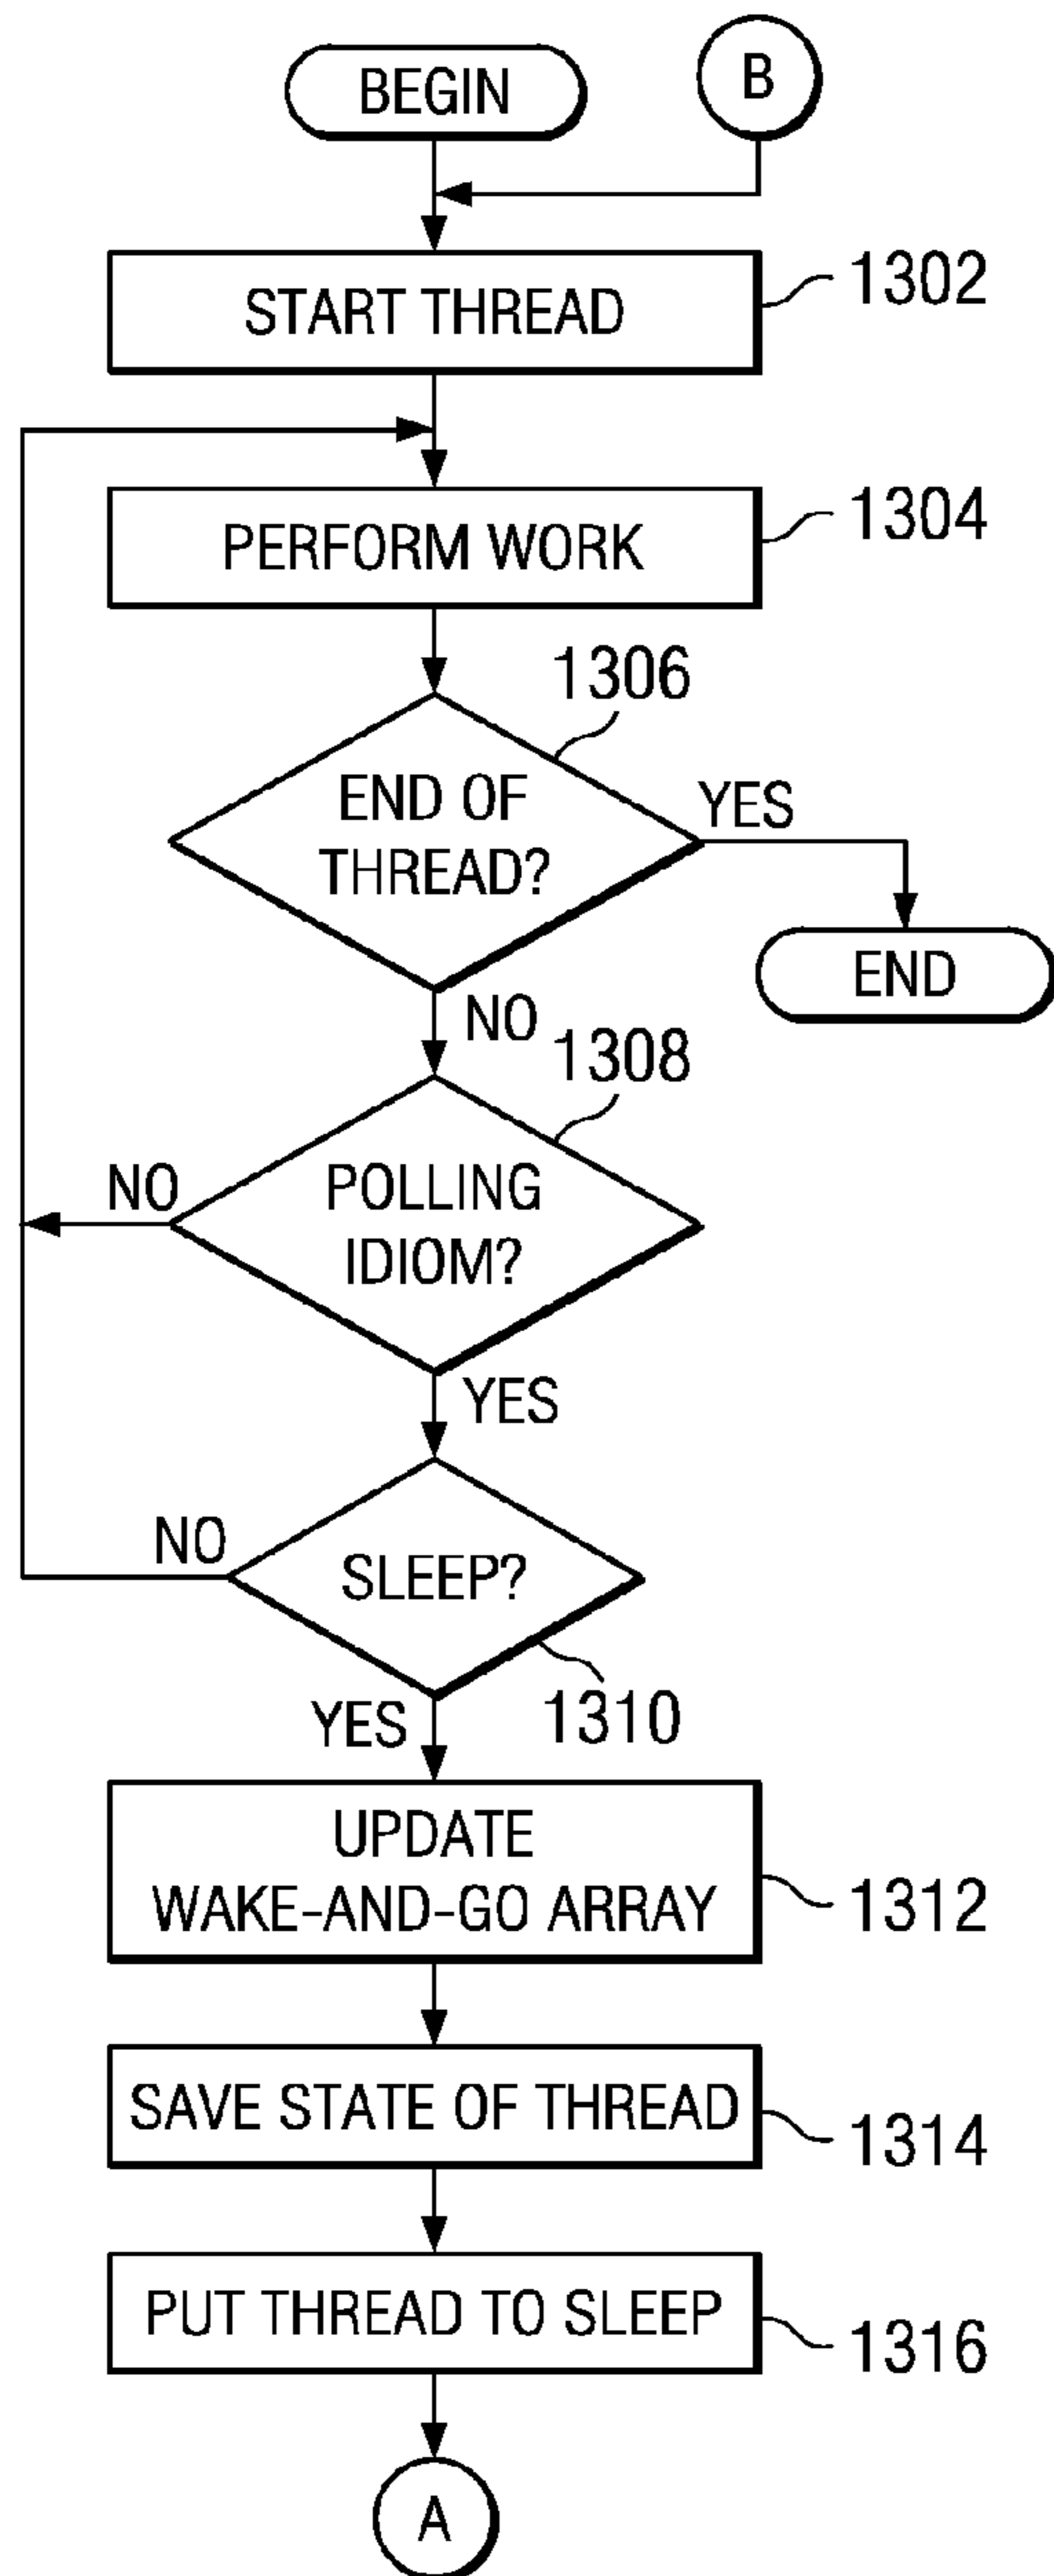 BEGIN
B
START THREAD
1302
PERFORM WORK
1304
1306
END OF
THREAD?
YES
END
NO
1308
POLLING
IDIOM?
NO
YES
SLEEP?
NO
1310
YES
UPDATE
WAKE-AND-GO ARRAY
1312
SAVE STATE OF THREAD
1314
PUT THREAD TO SLEEP
1316
A